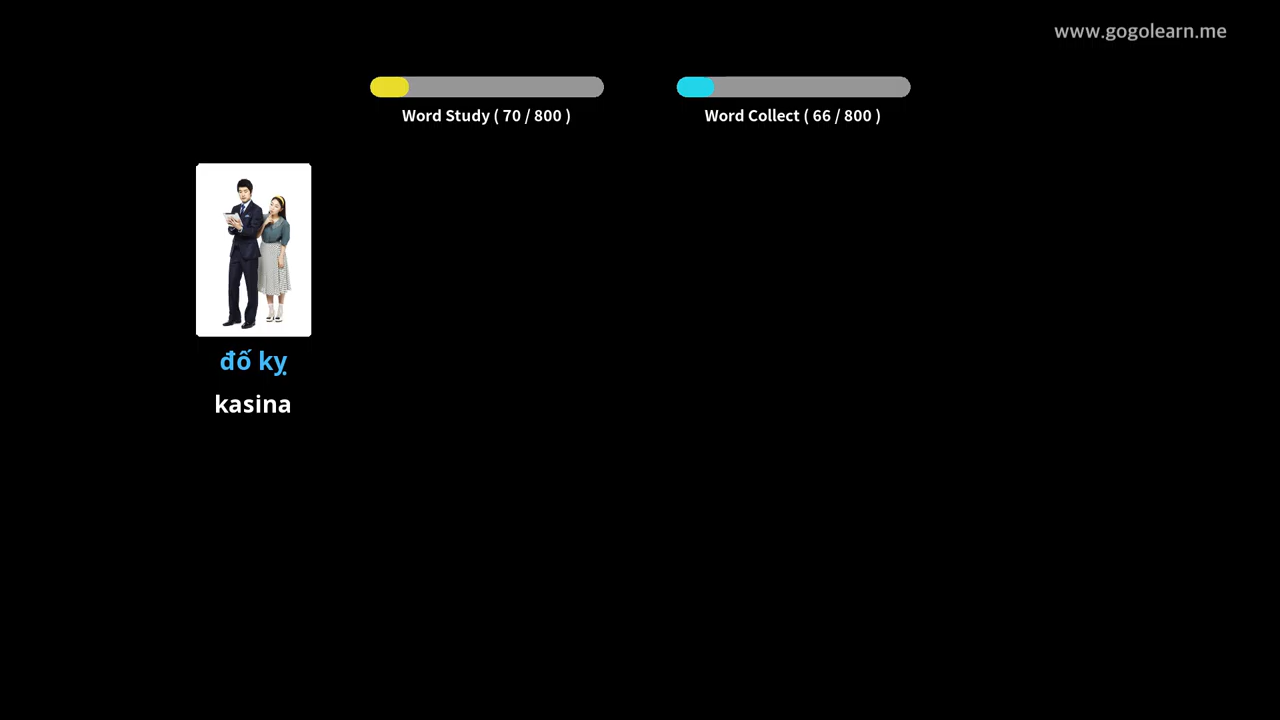 www.gogolearn.me
Word Study ( 70 / 800 )
Word Collect ( 66 / 800 )
đố kỵ
kasina